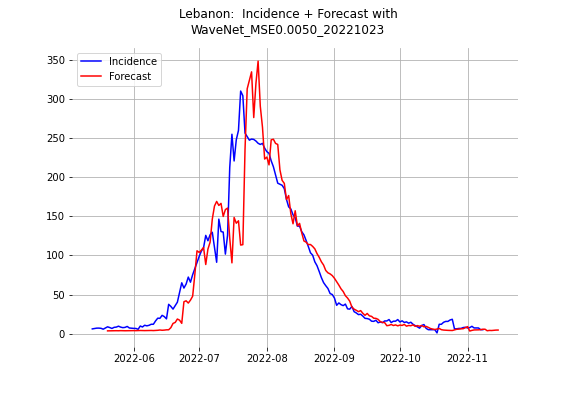 Lebanon:  Incidence + Forecast with
WaveNet_MSE0.0050_20221023
Incidence
Forecast
350
300
250
200
150
100
50
0
2022-06 2022-07 2022-08 2022-09 2022-10 2022-11